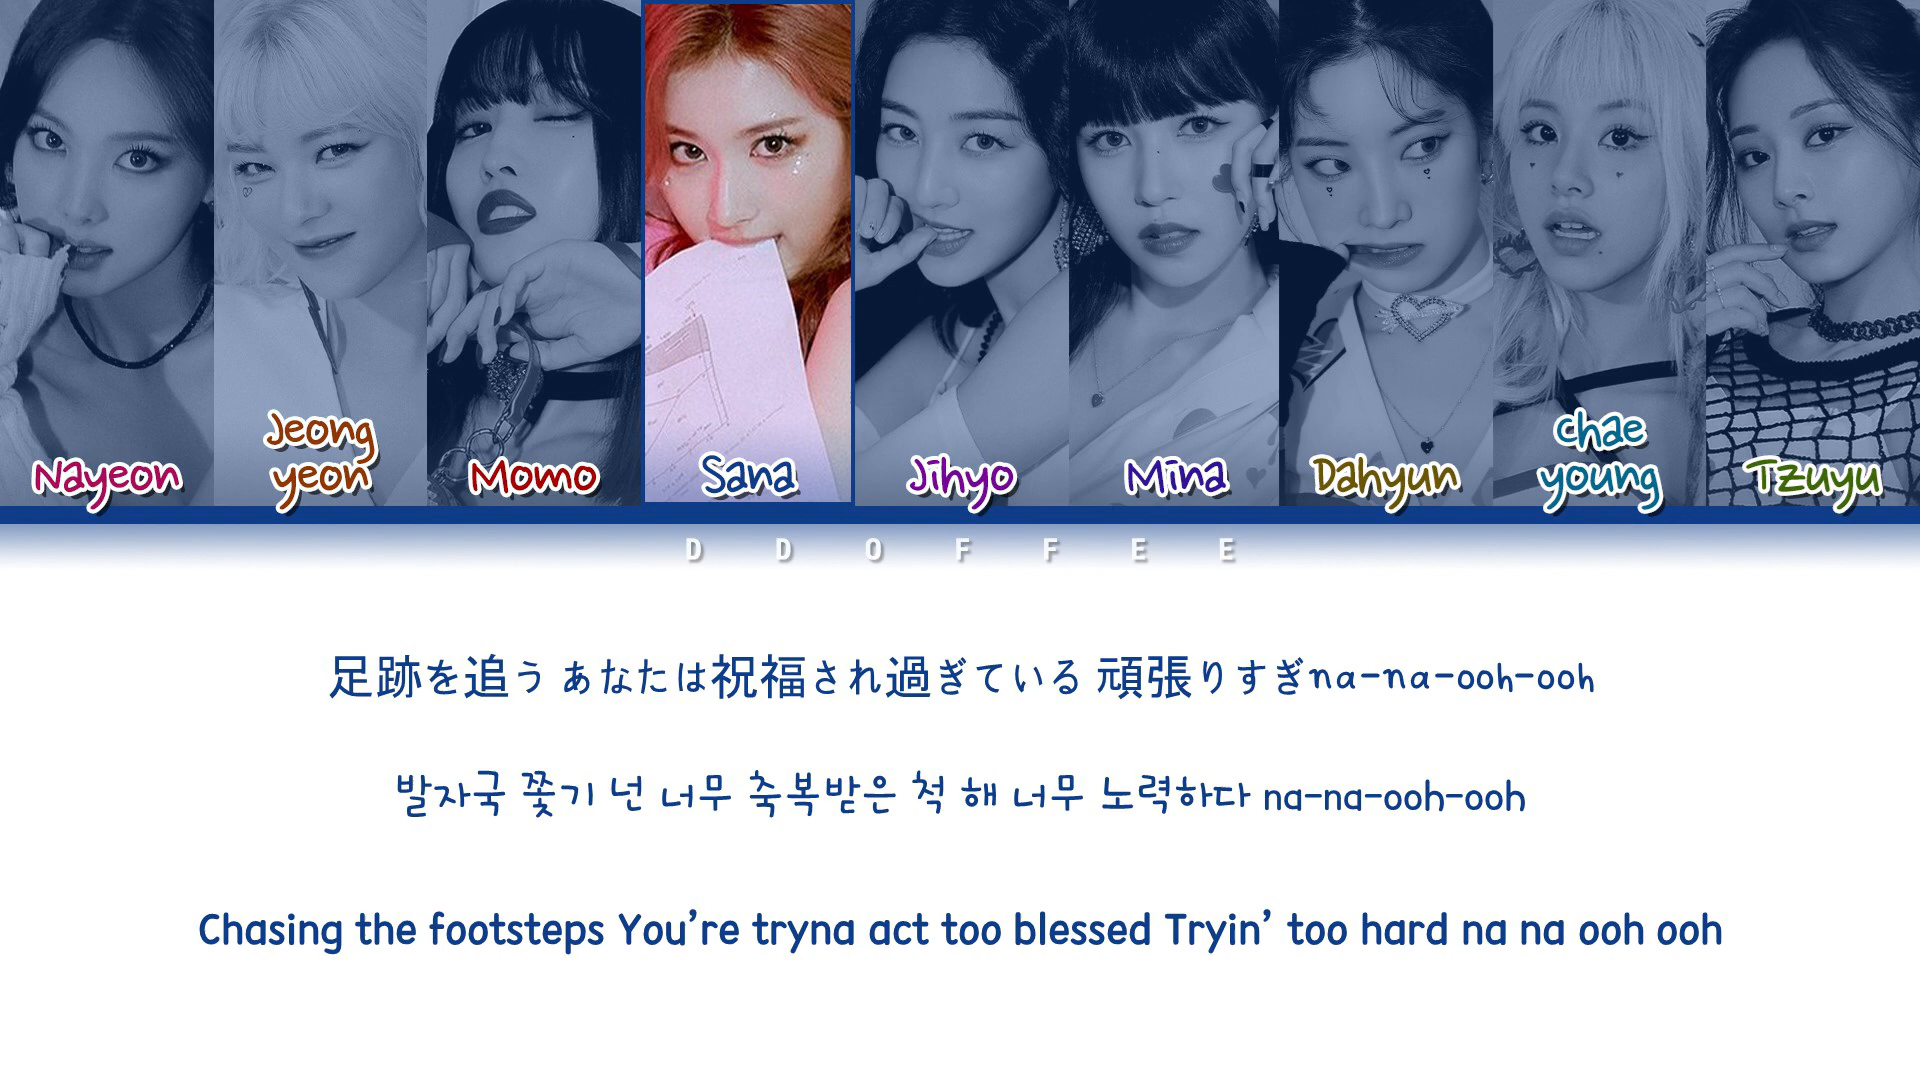 Nayeon
Jeong
yeon
Momo
Sana
Jihyo
Mina
Dahyun
chae
young
Tzuyu
D D O F F E E
足跡を追う あなたは祝福され過ぎている 頑張りすぎna-na-ooh-ooh
발자국 쫓기 넌 너무 축복받은 척 해 너무 노력하다 na-na-ooh-ooh
Chasing the footsteps You’re tryna act too blessed Tryin’ too hard na na ooh ooh